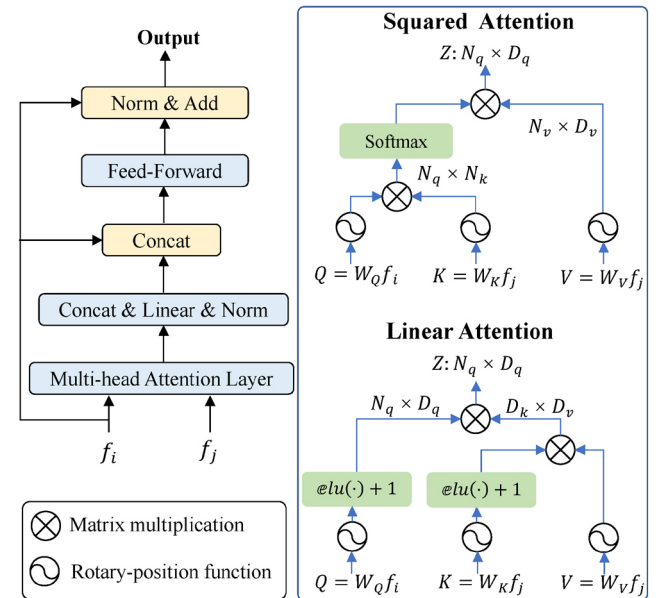 Output
Norm & Add
Feed-Forward
Concat
Concat & Linear & Norm
Multi-head Attention Layer
f_i f_j
Matrix multiplication
Rotary-position function
Squared Attention
Z: N_q × D_q
N_v × D_v
Softmax
N_q × N_k
Q = W_Q f_i K = W_K f_j V = W_V f_j
Linear Attention
Z: N_q × D_q
N_q × D_q D_k × D_v
elu(·) + 1 elu(·) + 1
Q = W_Q f_i K = W_K f_j V = W_V f_j